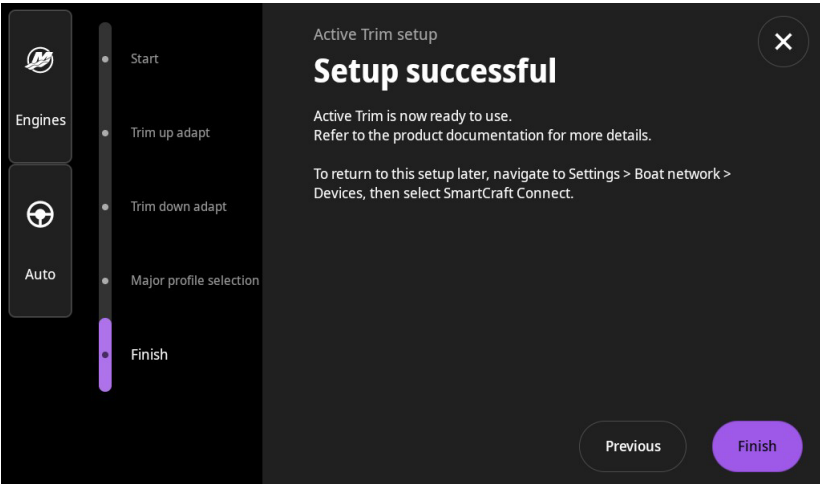 Engines
Auto
Start
Trim up adapt
Trim down adapt
Major profile selection
Finish
Active Trim setup
Setup successful
Active Trim is now ready to use.
Refer to the product documentation for more details.
To return to this setup later, navigate to Settings > Boat network >
Devices, then select SmartCraft Connect.
Previous
Finish